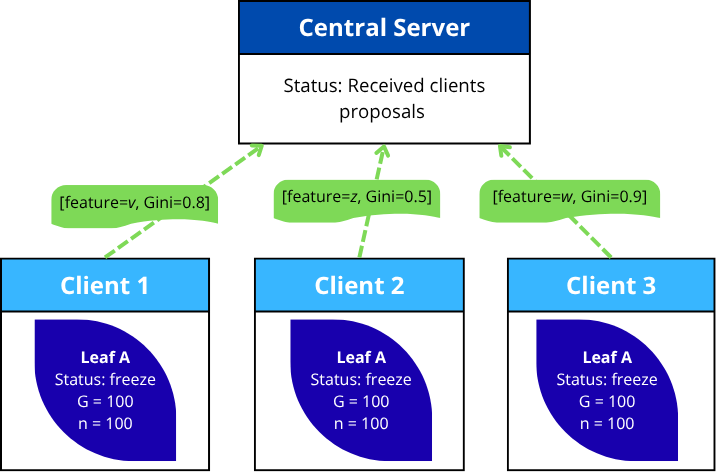 Central Server
Status: Received clients
proposals
[feature=v, Gini=0.8]
[feature=z, Gini=0.5]
[feature=w, Gini=0.9]
Client 1
Client 2
Client 3
Leaf A
Status: freeze
G = 100
n = 100
Leaf A
Status: freeze
G = 100
n = 100
Leaf A
Status: freeze
G = 100
n = 100